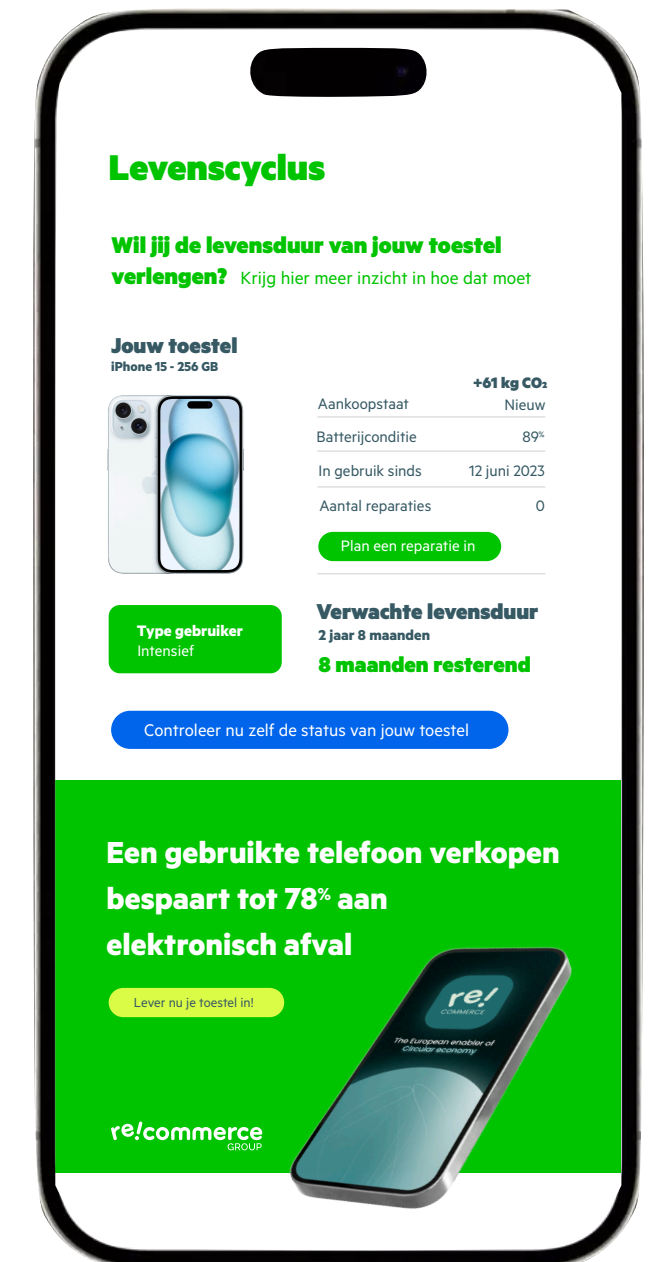 Levenscyclus
Wil jij de levensduur van jouw toestel
verlengen? Krijg hier meer inzicht in hoe dat moet
Jouw toestel
iPhone 15 - 256 GB
+61 kg CO₂
Aankoopstaat Nieuw
Batterijconditie 89%
In gebruik sinds 12 juni 2023
Aantal reparaties 0
Plan een reparatie in
Type gebruiker
Intensief
Verwachte levensduur
2 jaar 8 maanden
8 maanden resterend
Controleer nu zelf de status van jouw toestel
Een gebruikte telefoon verkopen
bespaart tot 78% aan
elektronisch afval
Lever nu je toestel in!
re!
COMMERCE
The European enabler of
Circular economy
re!commerce
GROUP